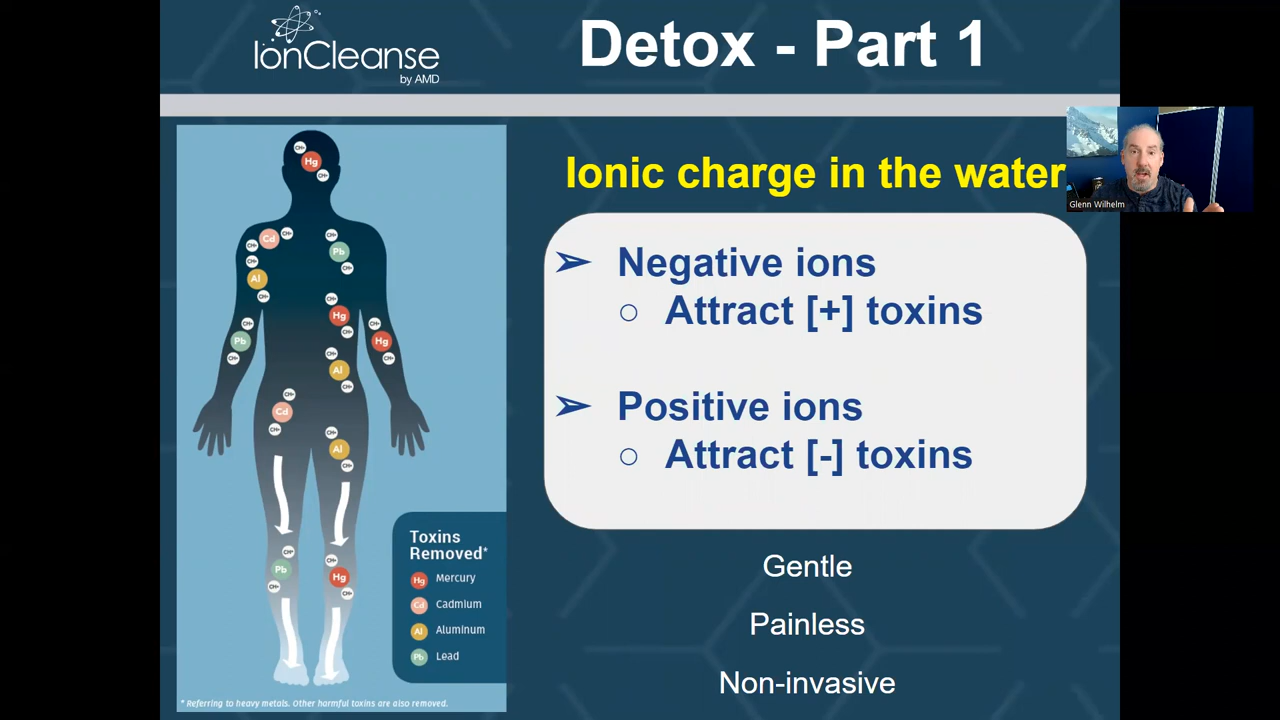 IonCleanse
by AMD
Detox - Part 1
Ionic charge in the water
➢ Negative ions
○ Attract [+] toxins
➢ Positive ions
○ Attract [-] toxins
Gentle
Painless
Non-invasive
Glenn Wilhelm
Hg
Cd
Pb
Al
Hg
Pb
Hg
Al
Cd
Al
Pb
Hg
Toxins
Removed*
Hg Mercury
Cd Cadmium
Al Aluminum
Pb Lead
* Referring to heavy metals. Other harmful toxins are also removed.